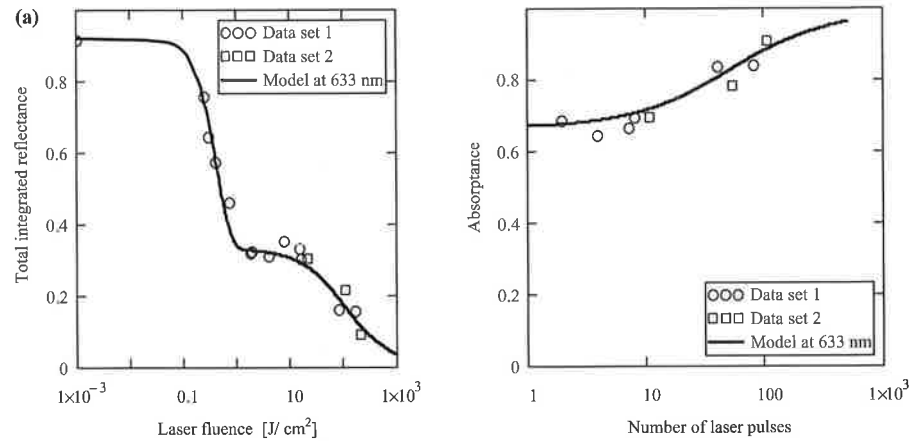 (a)
Total integrated reflectance
0.8
0.6
0.4
0.2
0
1×10⁻³
0.1
1
10
100
1×10³
Laser fluence [J/ cm²]
Data set 1
Data set 2
Model at 633 nm
Absorptance
0.8
0.6
0.4
0.2
0
1
10
100
1×10³
Number of laser pulses
Data set 1
Data set 2
Model at 633 nm